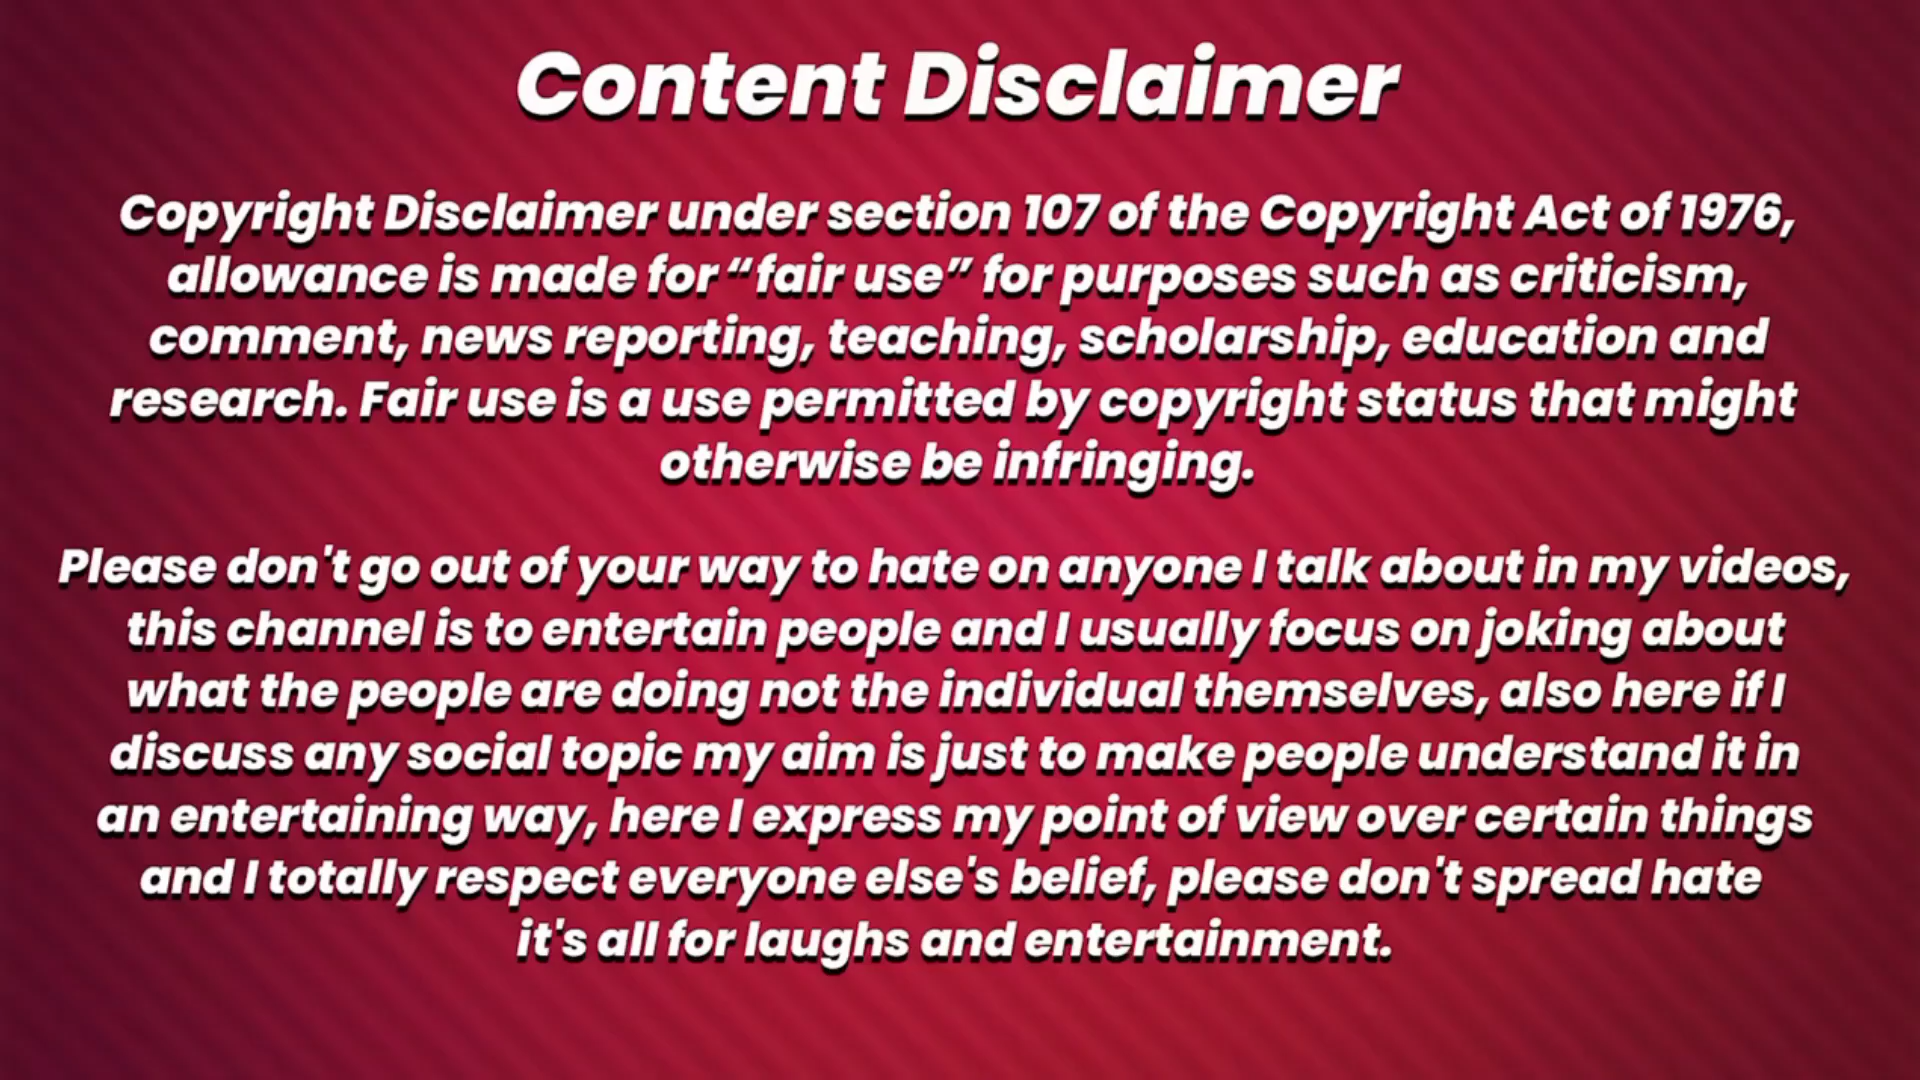 Content Disclaimer
Copyright Disclaimer under section 107 of the Copyright Act of 1976,
allowance is made for “fair use” for purposes such as criticism,
comment, news reporting, teaching, scholarship, education and
research. Fair use is a use permitted by copyright status that might
otherwise be infringing.
Please don't go out of your way to hate on anyone I talk about in my videos,
this channel is to entertain people and I usually focus on joking about
what the people are doing not the individual themselves, also here if I
discuss any social topic my aim is just to make people understand it in
an entertaining way, here I express my point of view over certain things
and I totally respect everyone else's belief, please don't spread hate
it's all for laughs and entertainment.